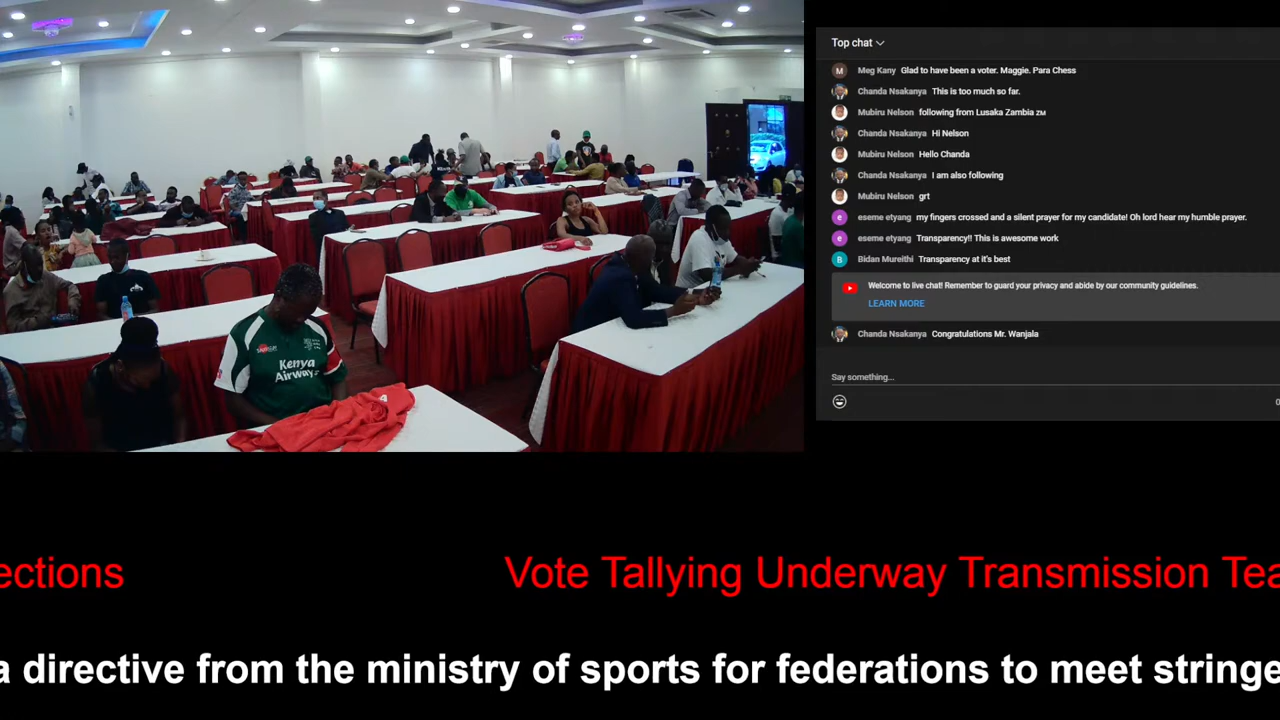 Kenya
Airways
Top chat
Meg Kany Glad to have been a voter. Maggie. Para Chess
Chanda Nsakanya This is too much so far.
Mubiru Nelson following from Lusaka Zambia ZM
Chanda Nsakanya Hi Nelson
Mubiru Nelson Hello Chanda
Chanda Nsakanya I am also following
Mubiru Nelson grt
eseme etyang my fingers crossed and a silent prayer for my candidate! Oh lord hear my humble prayer.
eseme etyang Transparency!! This is awesome work
Bidan Mureithi Transparency at it's best
Welcome to live chat! Remember to guard your privacy and abide by our community guidelines.
LEARN MORE
Chanda Nsakanya Congratulations Mr. Wanjala
Say something...
ections Vote Tallying Underway Transmission Tea
a directive from the ministry of sports for federations to meet stringe